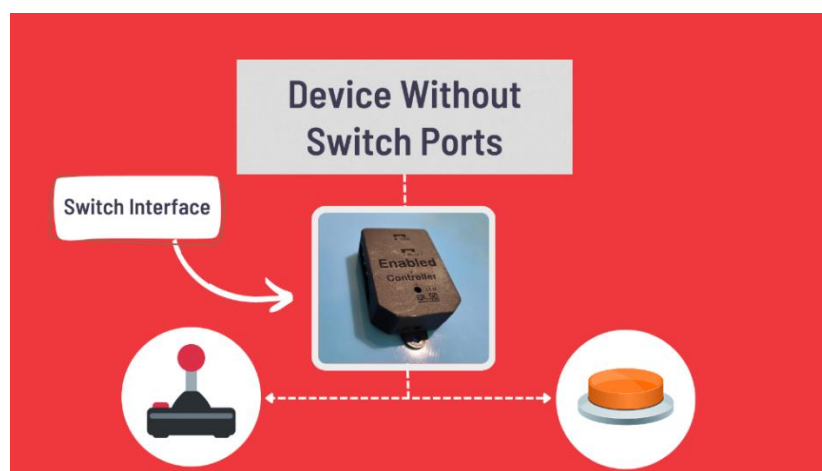 Device Without
Switch Ports
Switch Interface
Enabled
Controller